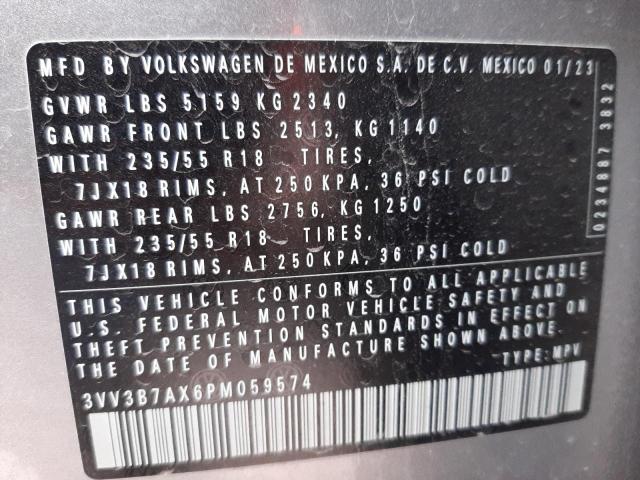 MFD BY VOLKSWAGEN DE MEXICO S.A. DE C.V. MEXICO 01/23
GVWR LBS 5159 KG 2340
GAWR FRONT LBS 2513, KG 1140
WITH 235/55 R18 TIRES,
7JX18 RIMS, AT 250 KPA, 36 PSI COLD
GAWR REAR LBS 2756, KG 1250
WITH 235/55 R18 TIRES,
7JX18 RIMS, AT 250 KPA, 36 PSI COLD
THIS VEHICLE CONFORMS TO ALL APPLICABLE
U.S. FEDERAL MOTOR VEHICLE SAFETY AND
THEFT PREVENTION STANDARDS IN EFFECT ON
THE DATE OF MANUFACTURE SHOWN ABOVE.
TYPE: MPV
3VV3B7AX6PM059574
0234887 3832